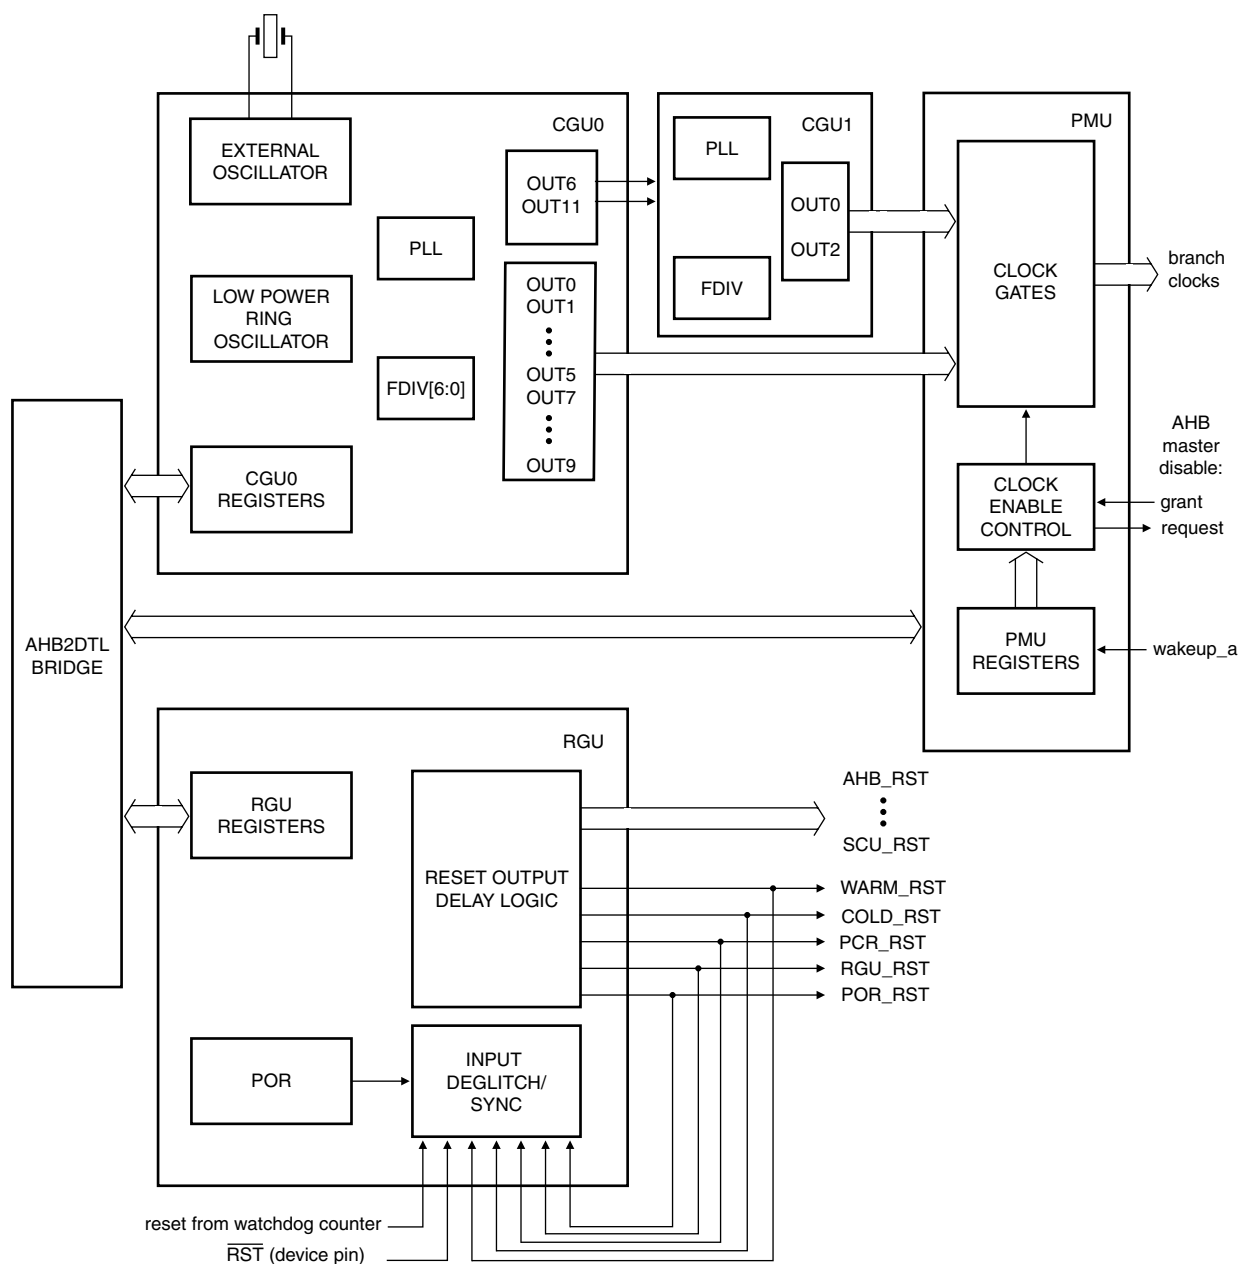 CGU0
EXTERNAL
OSCILLATOR
LOW POWER
RING
OSCILLATOR
CGU0
REGISTERS
PLL
FDIV[6:0]
OUT6
OUT11
OUT0
OUT1
OUT5
OUT7
OUT9
CGU1
PLL
FDIV
OUT0
OUT2
PMU
CLOCK
GATES
branch
clocks
AHB
master
disable:
CLOCK
ENABLE
CONTROL
grant
request
PMU
REGISTERS
wakeup_a
AHB2DTL
BRIDGE
RGU
RGU
REGISTERS
RESET OUTPUT
DELAY LOGIC
AHB_RST
SCU_RST
WARM_RST
COLD_RST
PCR_RST
RGU_RST
POR_RST
POR
INPUT
DEGLITCH/
SYNC
reset from watchdog counter
RST (device pin)